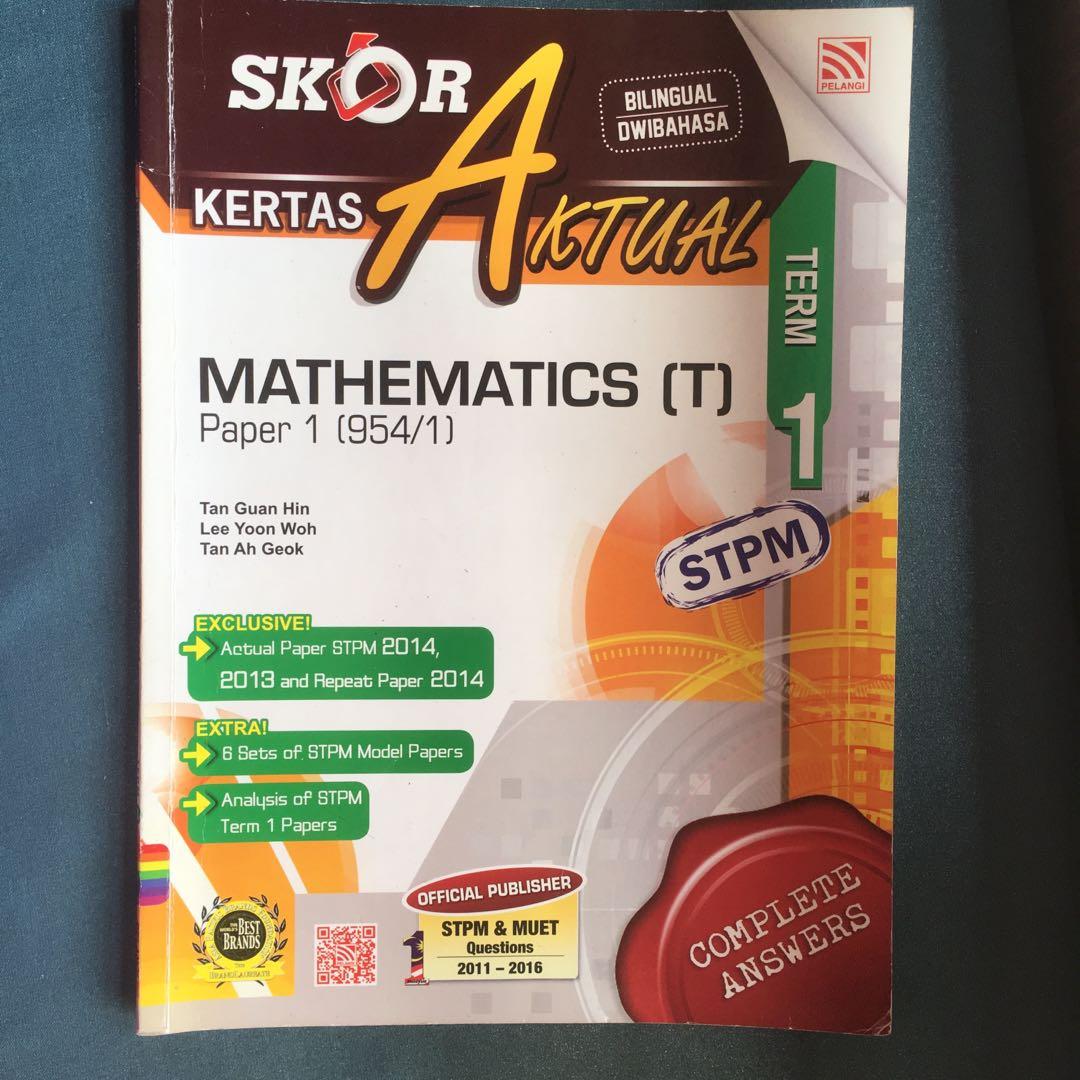 SKOR
A
KERTAS AKTUAL
BILINGUAL
DWIBAHASA
PELANGI
TERM 1
MATHEMATICS (T)
Paper 1 (954/1)
Tan Guan Hin
Lee Yoon Woh
Tan Ah Geok
STPM
EXCLUSIVE!
Actual Paper STPM 2014,
2013 and Repeat Paper 2014
EXTRA!
6 Sets of STPM Model Papers
Analysis of STPM
Term 1 Papers
THE WORLD'S
BEST
BRANDS
OFFICIAL PUBLISHER
1
STPM & MUET
Questions
2011 – 2016
COMPLETE
ANSWERS